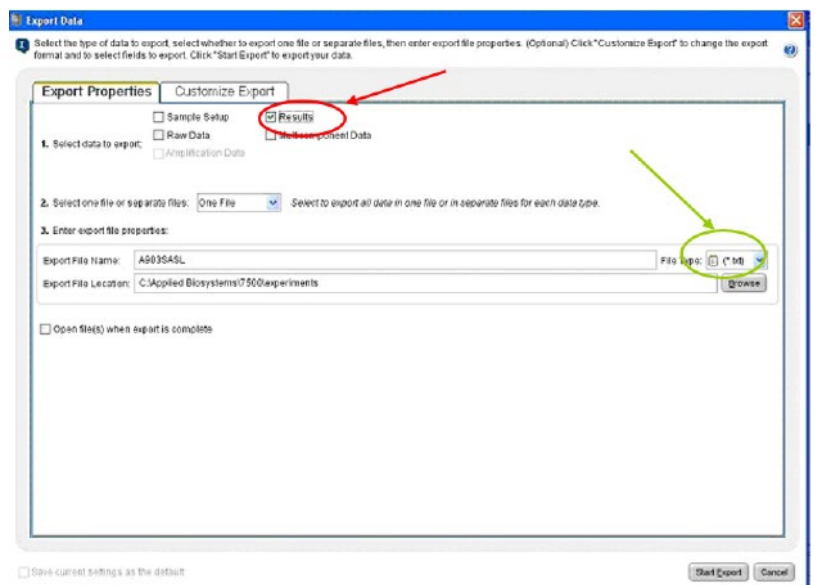 Export Data
Select the type of data to export, select whether to export one file or separate files, then enter export file properties. (Optional) Click "Customize Export" to change the export
format and to select fields to export. Click "Start Export" to export your data.
Export Properties Customize Export
Sample Setup Results
1. Select data to export: Raw Data Multicomponent Data
Amplification Data
2. Select one file or separate files: One File Select to export all data in one file or in separate files for each data type.
3. Enter export file properties:
Export File Name: A903SASL File Type: (*.txt)
Export File Location: C:\Applied Biosystems\7500\experiments Browse
Open file(s) when export is complete
Save current settings as the default
Start Export Cancel